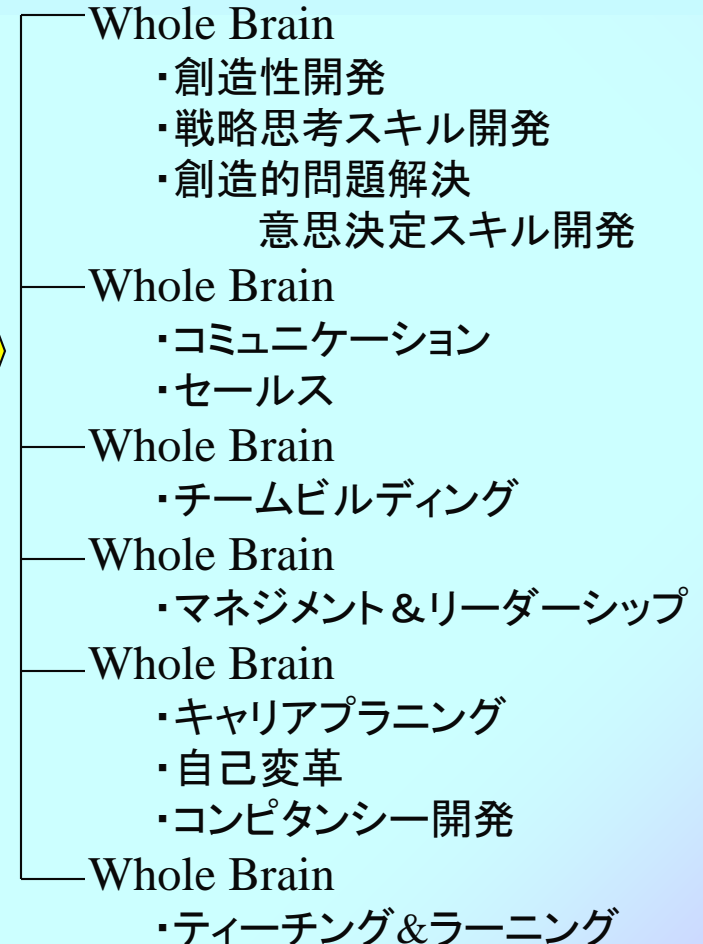 Whole Brain
・創造性開発
・戦略思考スキル開発
・創造的問題解決
意思決定スキル開発
Whole Brain
・コミュニケーション
・セールス
Whole Brain
・チームビルディング
Whole Brain
・マネジメント＆リーダーシップ
Whole Brain
・キャリアプラニング
・自己変革
・コンピタンシー開発
Whole Brain
・ティーチング&ラーニング